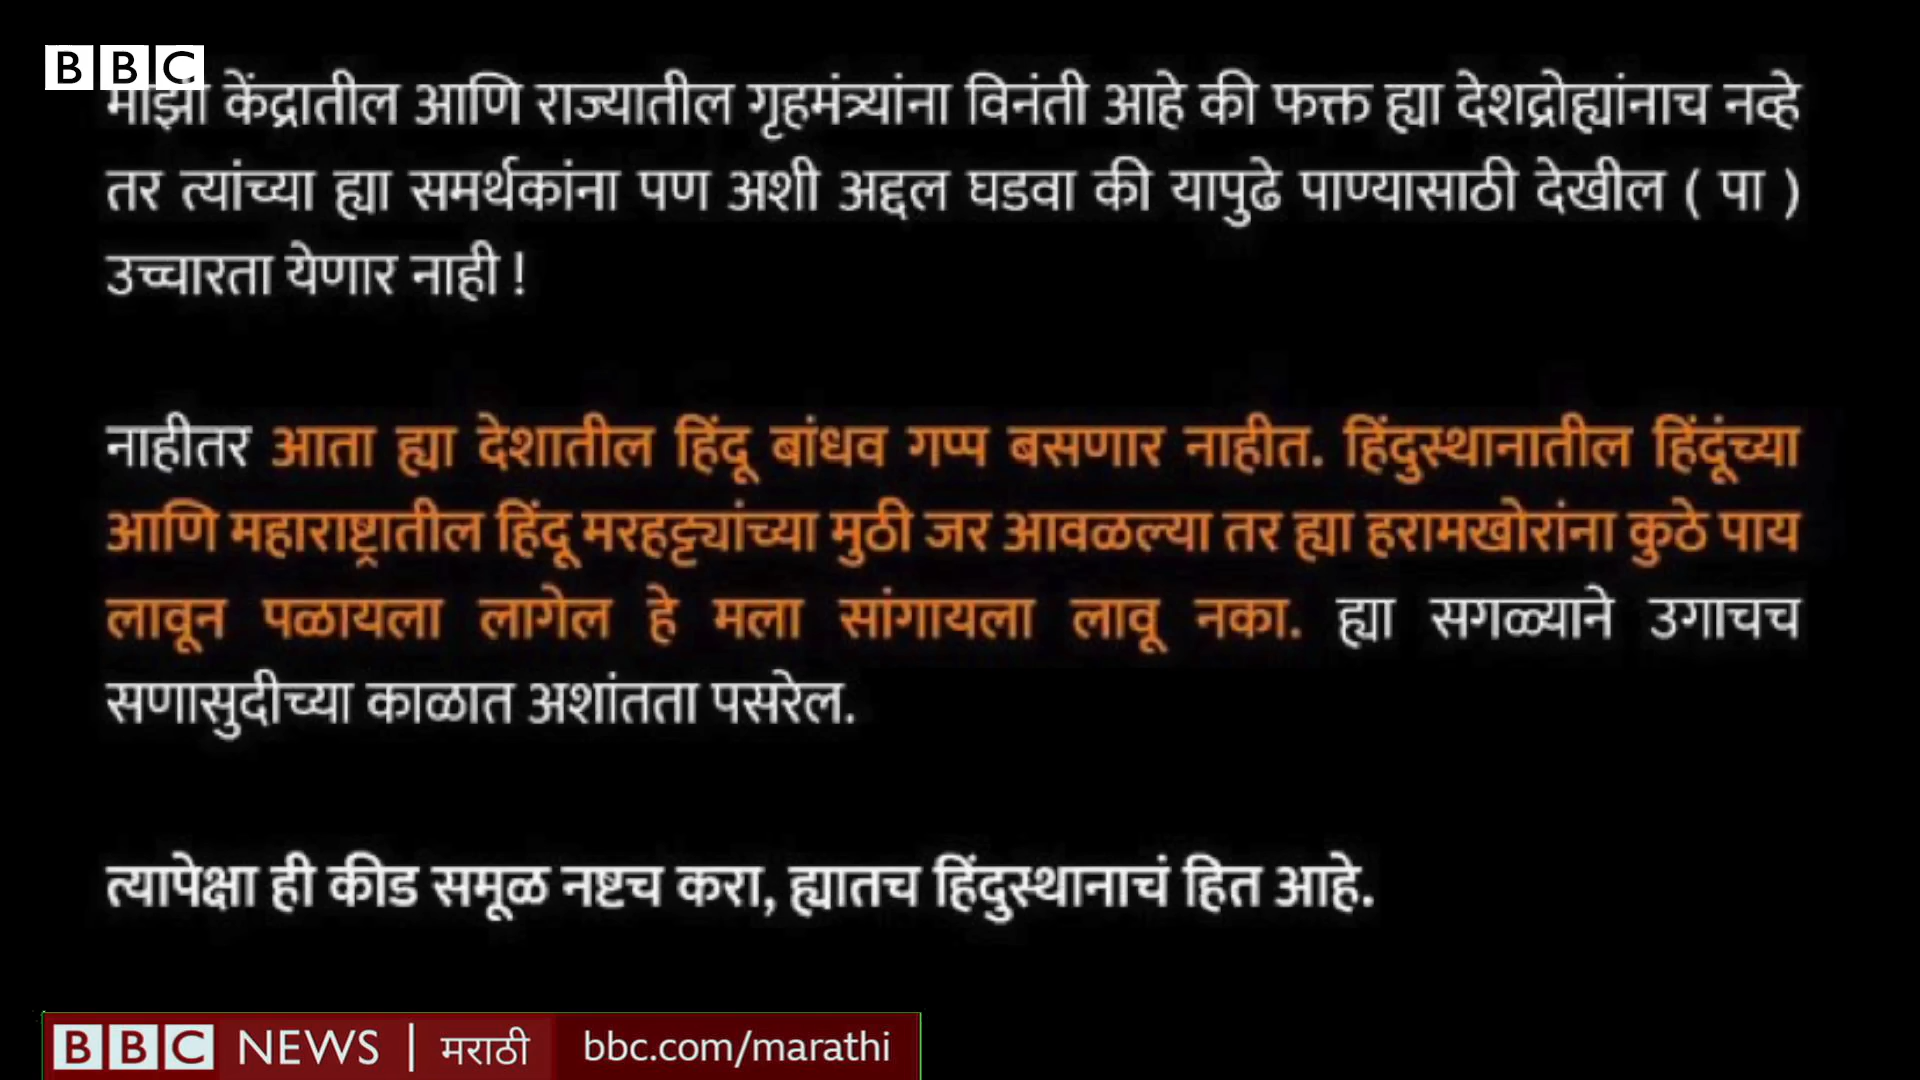 BBC
माझी केंद्रातील आणि राज्यातील गृहमंत्र्यांना विनंती आहे की फक्त ह्या देशद्रोह्यांनाच नव्हे
तर त्यांच्या ह्या समर्थकांना पण अशी अद्दल घडवा की यापुढे पाण्यासाठी देखील ( पा )
उच्चारता येणार नाही !
नाहीतर आता ह्या देशातील हिंदू बांधव गप्प बसणार नाहीत. हिंदुस्थानातील हिंदूंच्या
आणि महाराष्ट्रातील हिंदू मरहट्ट्यांच्या मुठी जर आवळल्या तर ह्या हरामखोरांना कुठे पाय
लावून पळायला लागेल हे मला सांगायला लावू नका. ह्या सगळ्याने उगाचच
सणासुदीच्या काळात अशांतता पसरेल.
त्यापेक्षा ही कीड समूळ नष्टच करा, ह्यातच हिंदुस्थानाचं हित आहे.
BBC NEWS | मराठी bbc.com/marathi